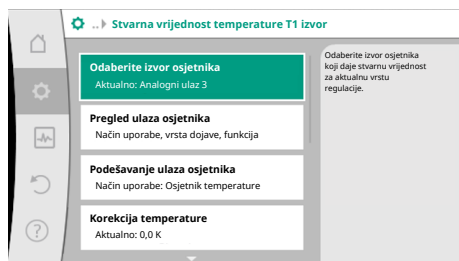 ..▸ Stvarna vrijednost temperature T1 izvor
Odaberite izvor osjetnika
Aktualno: Analogni ulaz 3
Pregled ulaza osjetnika
Način uporabe, vrsta dojave, funkcija
Podešavanje ulaza osjetnika
Način uporabe: Osjetnik temperature
Korekcija temperature
Aktualno: 0,0 K
Odaberite izvor osjetnika
koji daje stvarnu vrijednost
za aktualnu vrstu
regulacije.